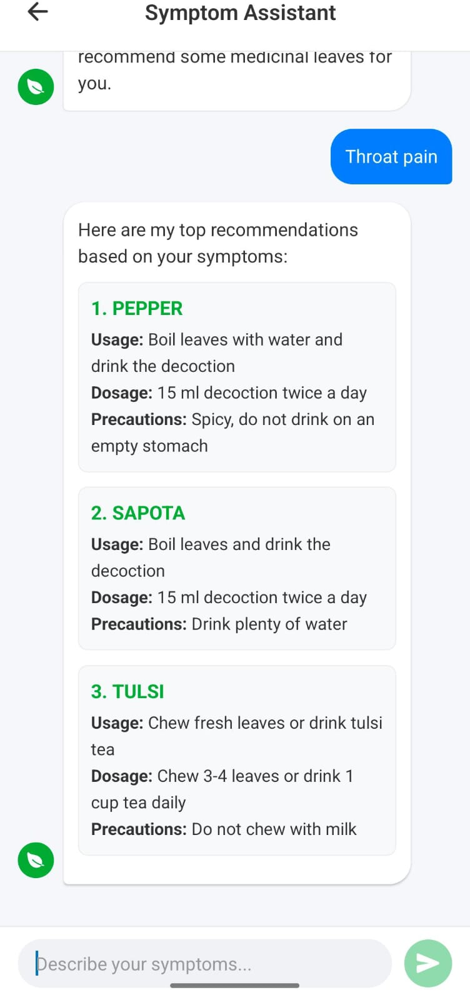 Symptom Assistant
recommend some medicinal leaves for
you.
Throat pain
Here are my top recommendations
based on your symptoms:
1. PEPPER
Usage: Boil leaves with water and
drink the decoction
Dosage: 15 ml decoction twice a day
Precautions: Spicy, do not drink on an
empty stomach
2. SAPOTA
Usage: Boil leaves and drink the
decoction
Dosage: 15 ml decoction twice a day
Precautions: Drink plenty of water
3. TULSI
Usage: Chew fresh leaves or drink tulsi
tea
Dosage: Chew 3-4 leaves or drink 1
cup tea daily
Precautions: Do not chew with milk
Describe your symptoms...